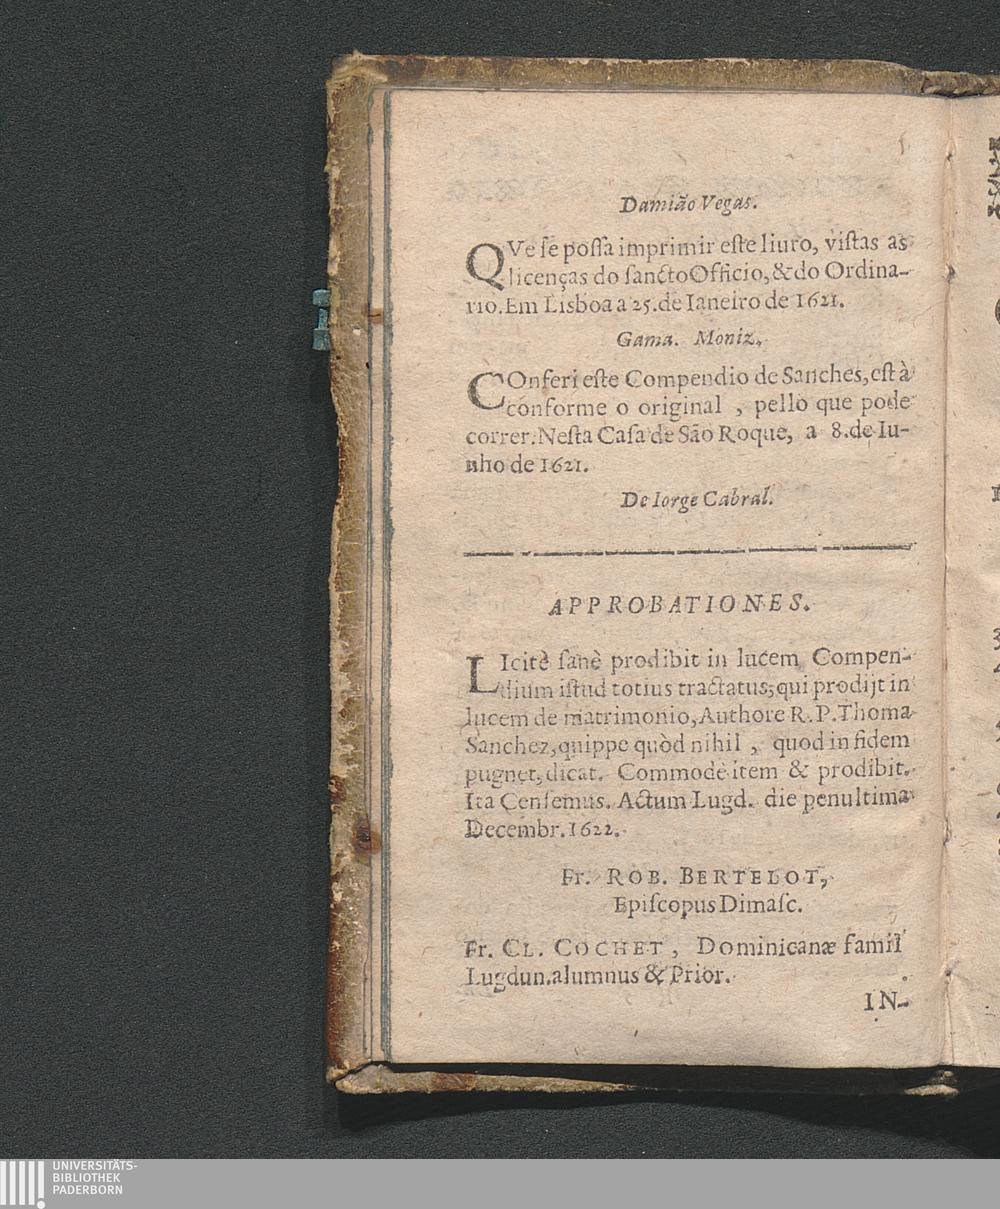 Damião Vegas.
QVe ſe poſſa imprimir eſte liuro, viſtas as
licenças do ſancto Officio, & do Ordina-
rio. Em Lisboa a 25. de Ianeiro de 1621.
Gama. Moniz.
COnferi eſte Compendio de Sanches, eſt à
conforme o original , pello que pode
correr. Neſta Caſa de São Roque, a 8. de Iu-
nho de 1621.
De Iorge Cabral.
APPROBATIONES.
LIcitè ſanè prodibit in lucem Compen-
dium iſtud totius tractatus, qui prodijt in
lucem de matrimonio, Authore R. P. Thoma
Sanchez, quippe quòd nihil , quod in fidem
pugnet, dicat. Commodè item & prodibit.
Ita Cenſemus. Actum Lugd. die penultima
Decembr. 1622.
Fr. ROB. BERTELOT,
Epiſcopus Dimaſc.
Fr. CL. COCHET , Dominicanæ famil
Lugdun. alumnus & Prior.
IN-
UNIVERSITÄTS-
BIBLIOTHEK
PADERBORN